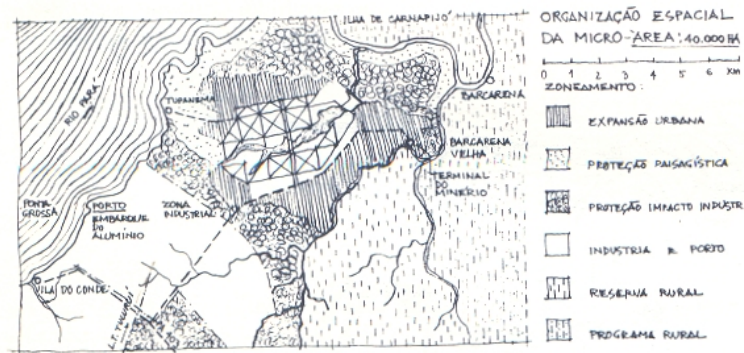 ILHA DE CARNAPIJÓ
RIO PARÁ
TUPANEMA
BARCARENA
BARCARENA
VELHA
TERMINAL
DO
MINÉRIO
PONTA
GROSSA
PORTO
EMBARQUE
DO
ALUMÍNIO
ZONA
INDUSTRIAL
VILA DO CONDE
LT TUCURUÍ
ORGANIZAÇÃO ESPACIAL
DA MICRO-ÁREA: 40.000 HA
0 1 2 3 4 5 6 KM
ZONEAMENTO:
EXPANSÃO URBANA
PROTEÇÃO PAISAGÍSTICA
PROTEÇÃO IMPACTO INDUSTR
INDUSTRIA E PORTO
RESERVA RURAL
PROGRAMA RURAL